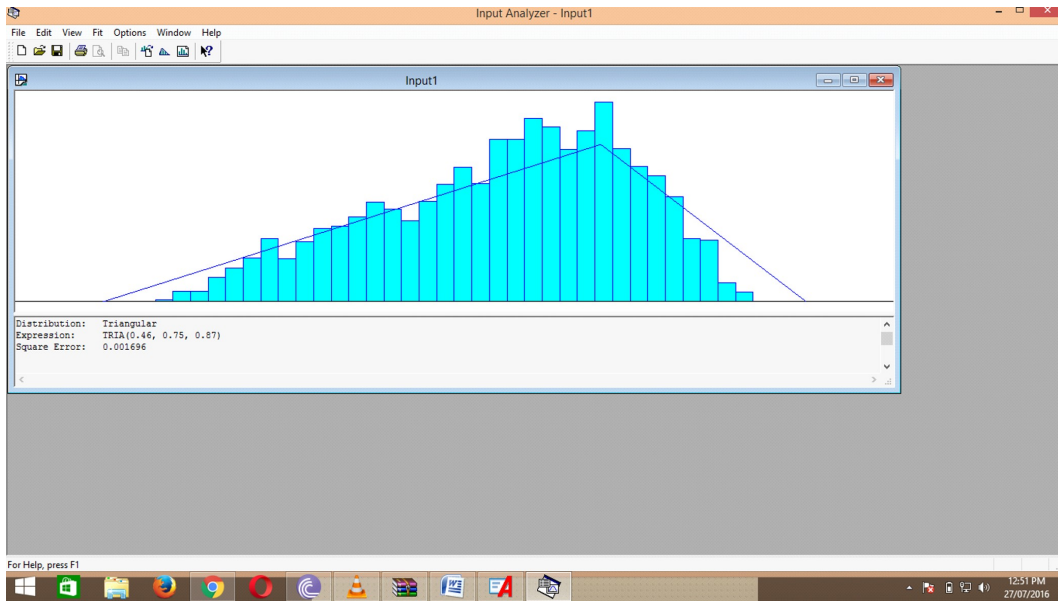 Input Analyzer - Input1
File Edit View Fit Options Window Help
Input1
Distribution: Triangular
Expression: TRIA(0.46, 0.75, 0.87)
Square Error: 0.001696
For Help, press F1
12:51 PM
27/07/2016